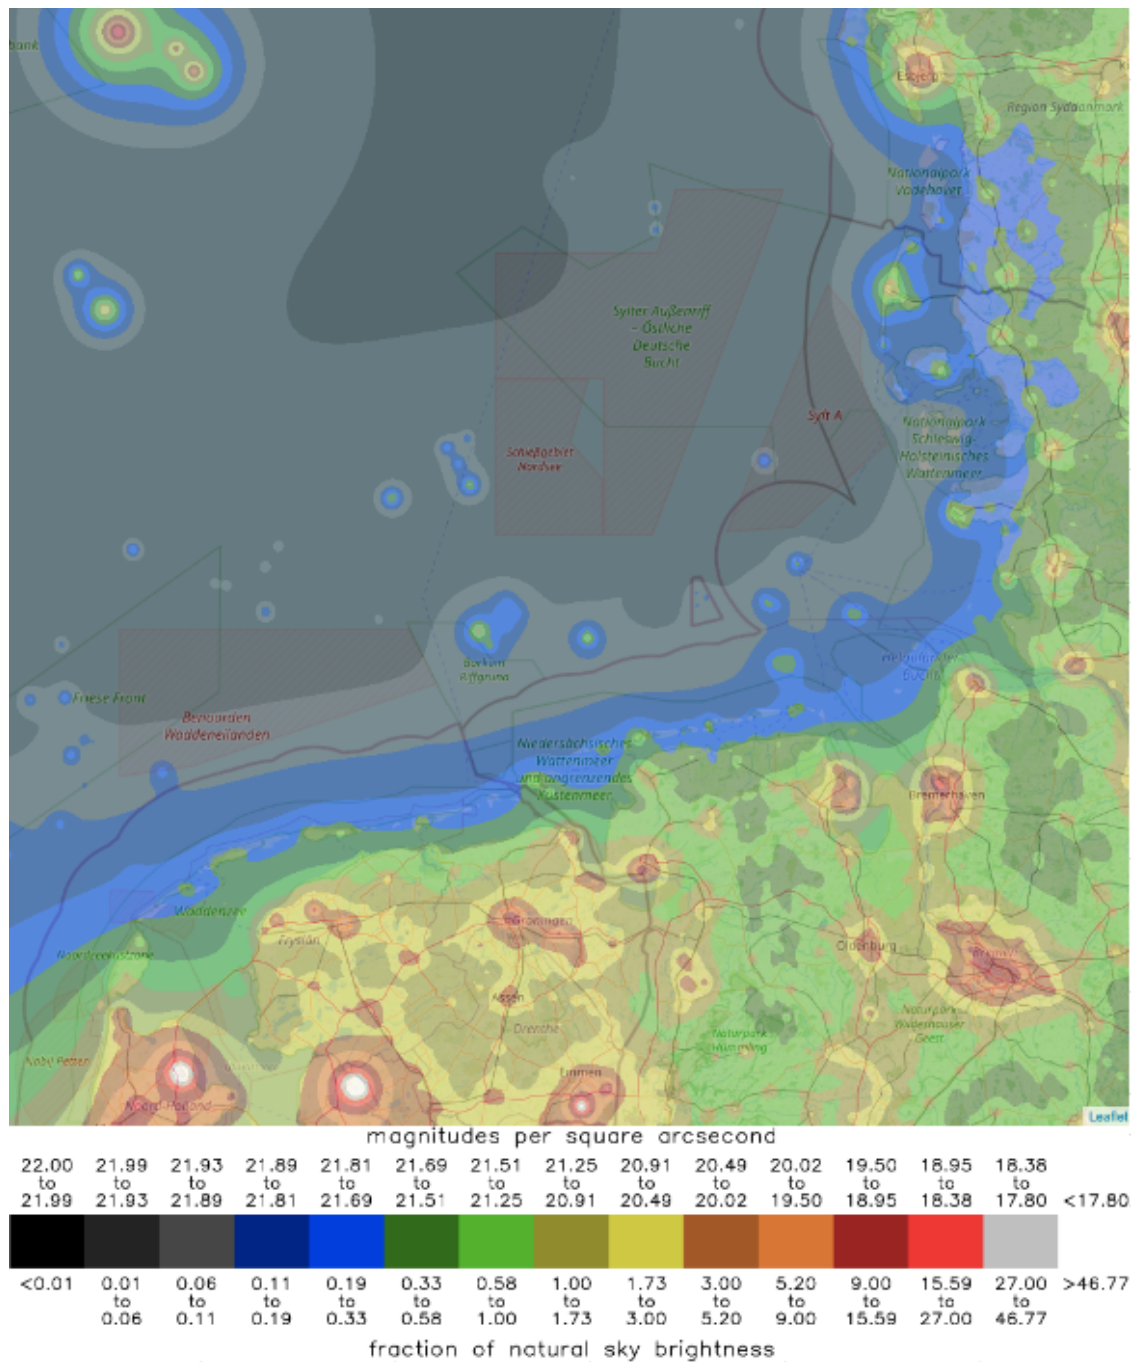 bank
Esbjerg
Region Syddanmark
Nationalpark
Vadehavet
Sylter Außenriff
- Östliche
Deutsche
Bucht
Sylt A
Nationalpark
Schleswig-
Holsteinisches
Wattenmeer
Schießgebiet
Nordsee
Helgoländer
Bucht
Borkum
Riffgrund
Friese Front
Benoorden
Waddeneilanden
Niedersächsisches
Wattenmeer
und angrenzendes
Küstenmeer
Bremerhaven
Waddenzee
Groningen
Fryslân
Oldenburg
Bremen
Noordzeekustzone
Assen
Drenthe
Naturpark
Wildeshauser
Geest
Naturpark
Hümmling
Nabij Petten
Emmen
Noord-Holland
Leaflet
magnitudes per square arcsecond
22.00 21.99 21.93 21.89 21.81 21.69 21.51 21.25 20.91 20.49 20.02 19.50 18.95 18.38
to to to to to to to to to to to to to to
21.99 21.93 21.89 21.81 21.69 21.51 21.25 20.91 20.49 20.02 19.50 18.95 18.38 17.80 <17.80
<0.01 0.01 0.06 0.11 0.19 0.33 0.58 1.00 1.73 3.00 5.20 9.00 15.59 27.00 >46.77
to to to to to to to to to to to to to
0.06 0.11 0.19 0.33 0.58 1.00 1.73 3.00 5.20 9.00 15.59 27.00 46.77
fraction of natural sky brightness